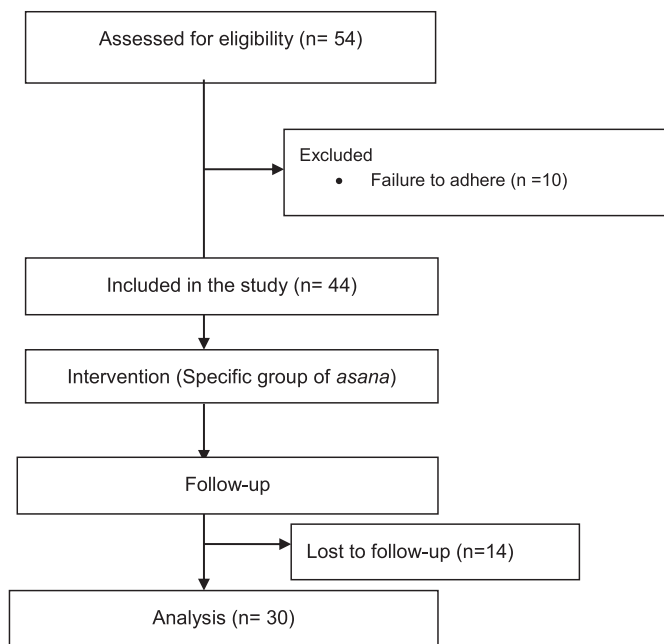 Assessed for eligibility (n= 54)
Excluded
• Failure to adhere (n =10)
Included in the study (n= 44)
Intervention (Specific group of asana)
Follow-up
Lost to follow-up (n=14)
Analysis (n= 30)